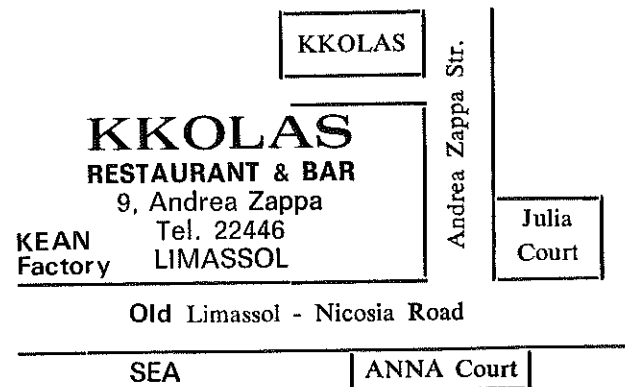 KKOLAS
Andrea Zappa Str.
KKOLAS
RESTAURANT & BAR
9, Andrea Zappa
Tel. 22446
LIMASSOL
KEAN
Factory
Julia
Court
Old Limassol - Nicosia Road
SEA
ANNA Court